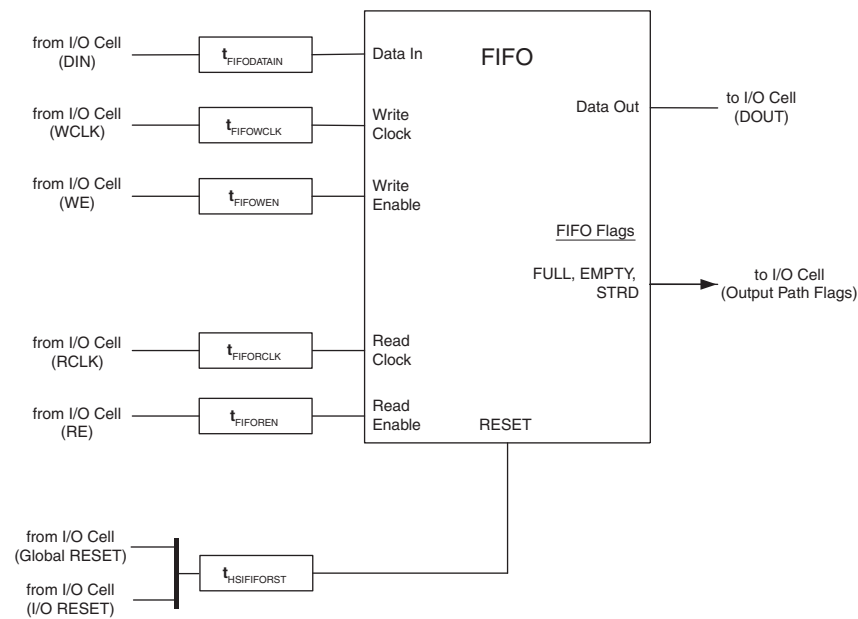 from I/O Cell
(DIN)
tFIFODATAIN
Data In
FIFO
from I/O Cell
(WCLK)
tFIFOWCLK
Write
Clock
Data Out
to I/O Cell
(DOUT)
from I/O Cell
(WE)
tFIFOWEN
Write
Enable
FIFO Flags
FULL, EMPTY,
STRD
to I/O Cell
(Output Path Flags)
from I/O Cell
(RCLK)
tFIFORCLK
Read
Clock
from I/O Cell
(RE)
tFIFOREN
Read
Enable
RESET
from I/O Cell
(Global RESET)
tHSIFIFORST
from I/O Cell
(I/O RESET)